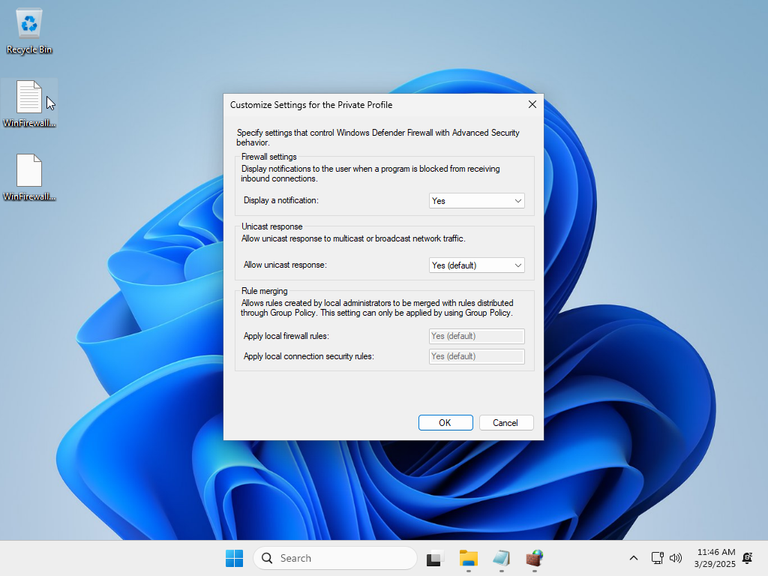 Recycle Bin
WinFirewall...
WinFirewall...
Customize Settings for the Private Profile
Specify settings that control Windows Defender Firewall with Advanced Security
behavior.
Firewall settings
Display notifications to the user when a program is blocked from receiving
inbound connections.
Display a notification:
Yes
Unicast response
Allow unicast response to multicast or broadcast network traffic.
Allow unicast response:
Yes (default)
Rule merging
Allows rules created by local administrators to be merged with rules distributed
through Group Policy. This setting can only be applied by using Group Policy.
Apply local firewall rules:
Yes (default)
Apply local connection security rules:
Yes (default)
OK
Cancel
Search
11:46 AM
3/29/2025